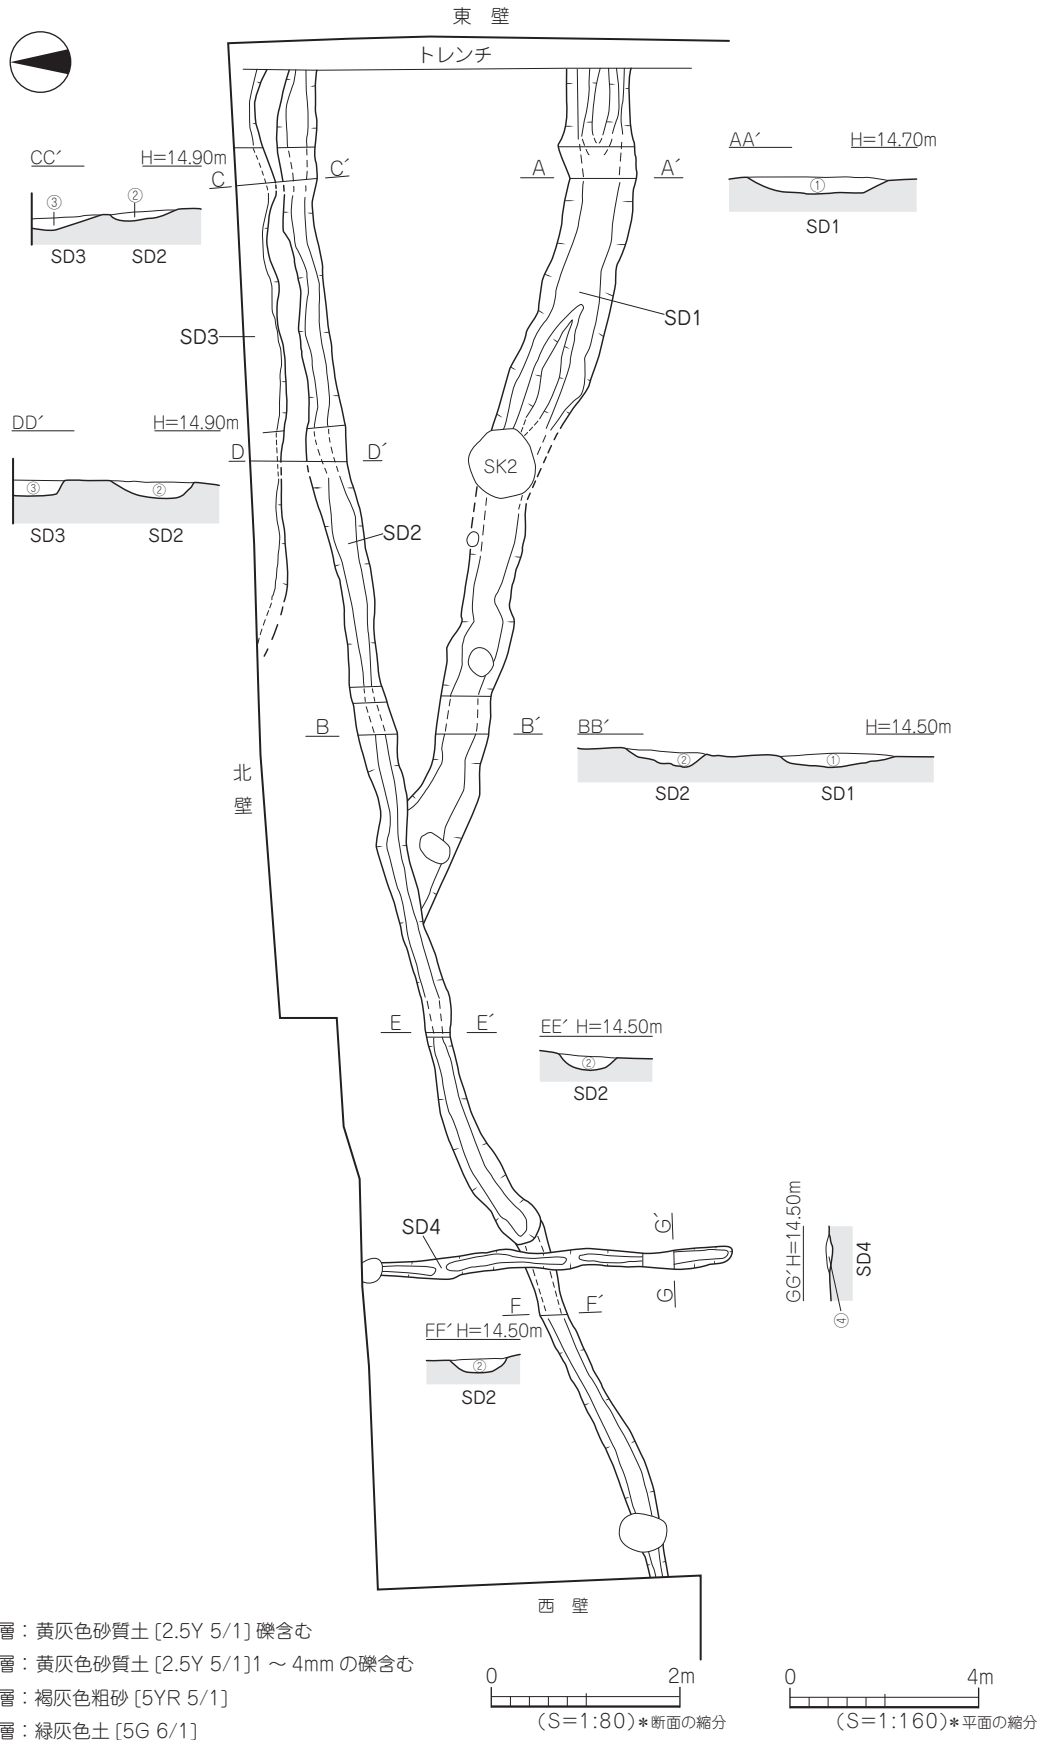 東 壁
トレンチ
CC´ H=14.90m
③ ②
SD3 SD2
C C´
A A´
AA´ H=14.70m
①
SD1
SD3
SD1
DD´ H=14.90m
③ ②
SD3 SD2
D D´
SK2
SD2
B B´
BB´ H=14.50m
② ①
SD2 SD1
北
壁
E E´
EE´ H=14.50m
②
SD2
SD4
G´
G
GG´ H=14.50m
SD4
④
F F´
FF´ H=14.50m
②
SD2
西 壁
層：黄灰色砂質土 [2.5Y 5/1] 礫含む
層：黄灰色砂質土 [2.5Y 5/1]1 ～ 4mm の礫含む
層：褐灰色粗砂 [5YR 5/1]
層：緑灰色土 [5G 6/1]
0 2m
(S=1:80)＊断面の縮分
0 4m
(S=1:160)＊平面の縮分